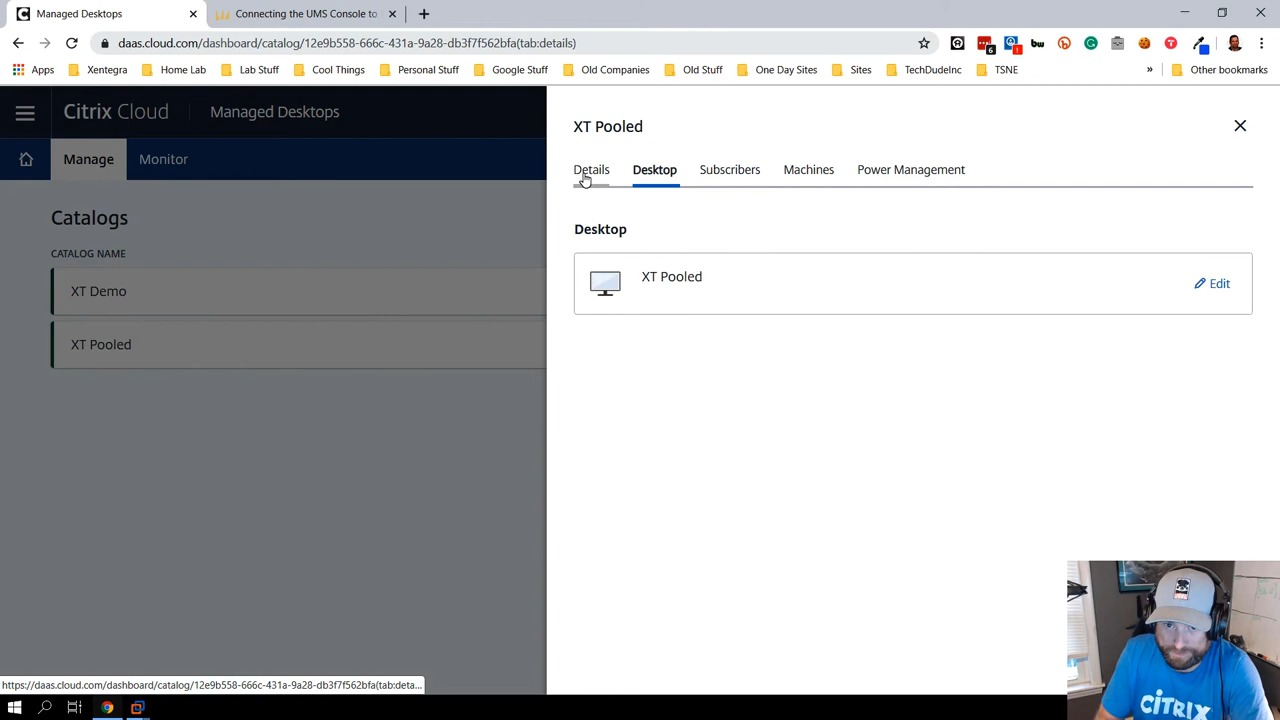 Managed Desktops
Connecting the UMS Console to
daas.cloud.com/dashboard/catalog/12e9b558-666c-431a-9a28-db3f7f562bfa(tab:details)
Apps
Xentegra
Home Lab
Lab Stuff
Cool Things
Personal Stuff
Google Stuff
Old Companies
Old Stuff
One Day Sites
Sites
TechDudeInc
TSNE
»
Other bookmarks
Citrix Cloud
Managed Desktops
Manage
Monitor
Catalogs
CATALOG NAME
XT Demo
XT Pooled
XT Pooled
Details
Desktop
Subscribers
Machines
Power Management
Desktop
XT Pooled
Edit
https://daas.cloud.com/dashboard/catalog/12e9b558-666c-431a-9a28-db3f7f562bfa(tab:deta...
CİTRIX
Cloud